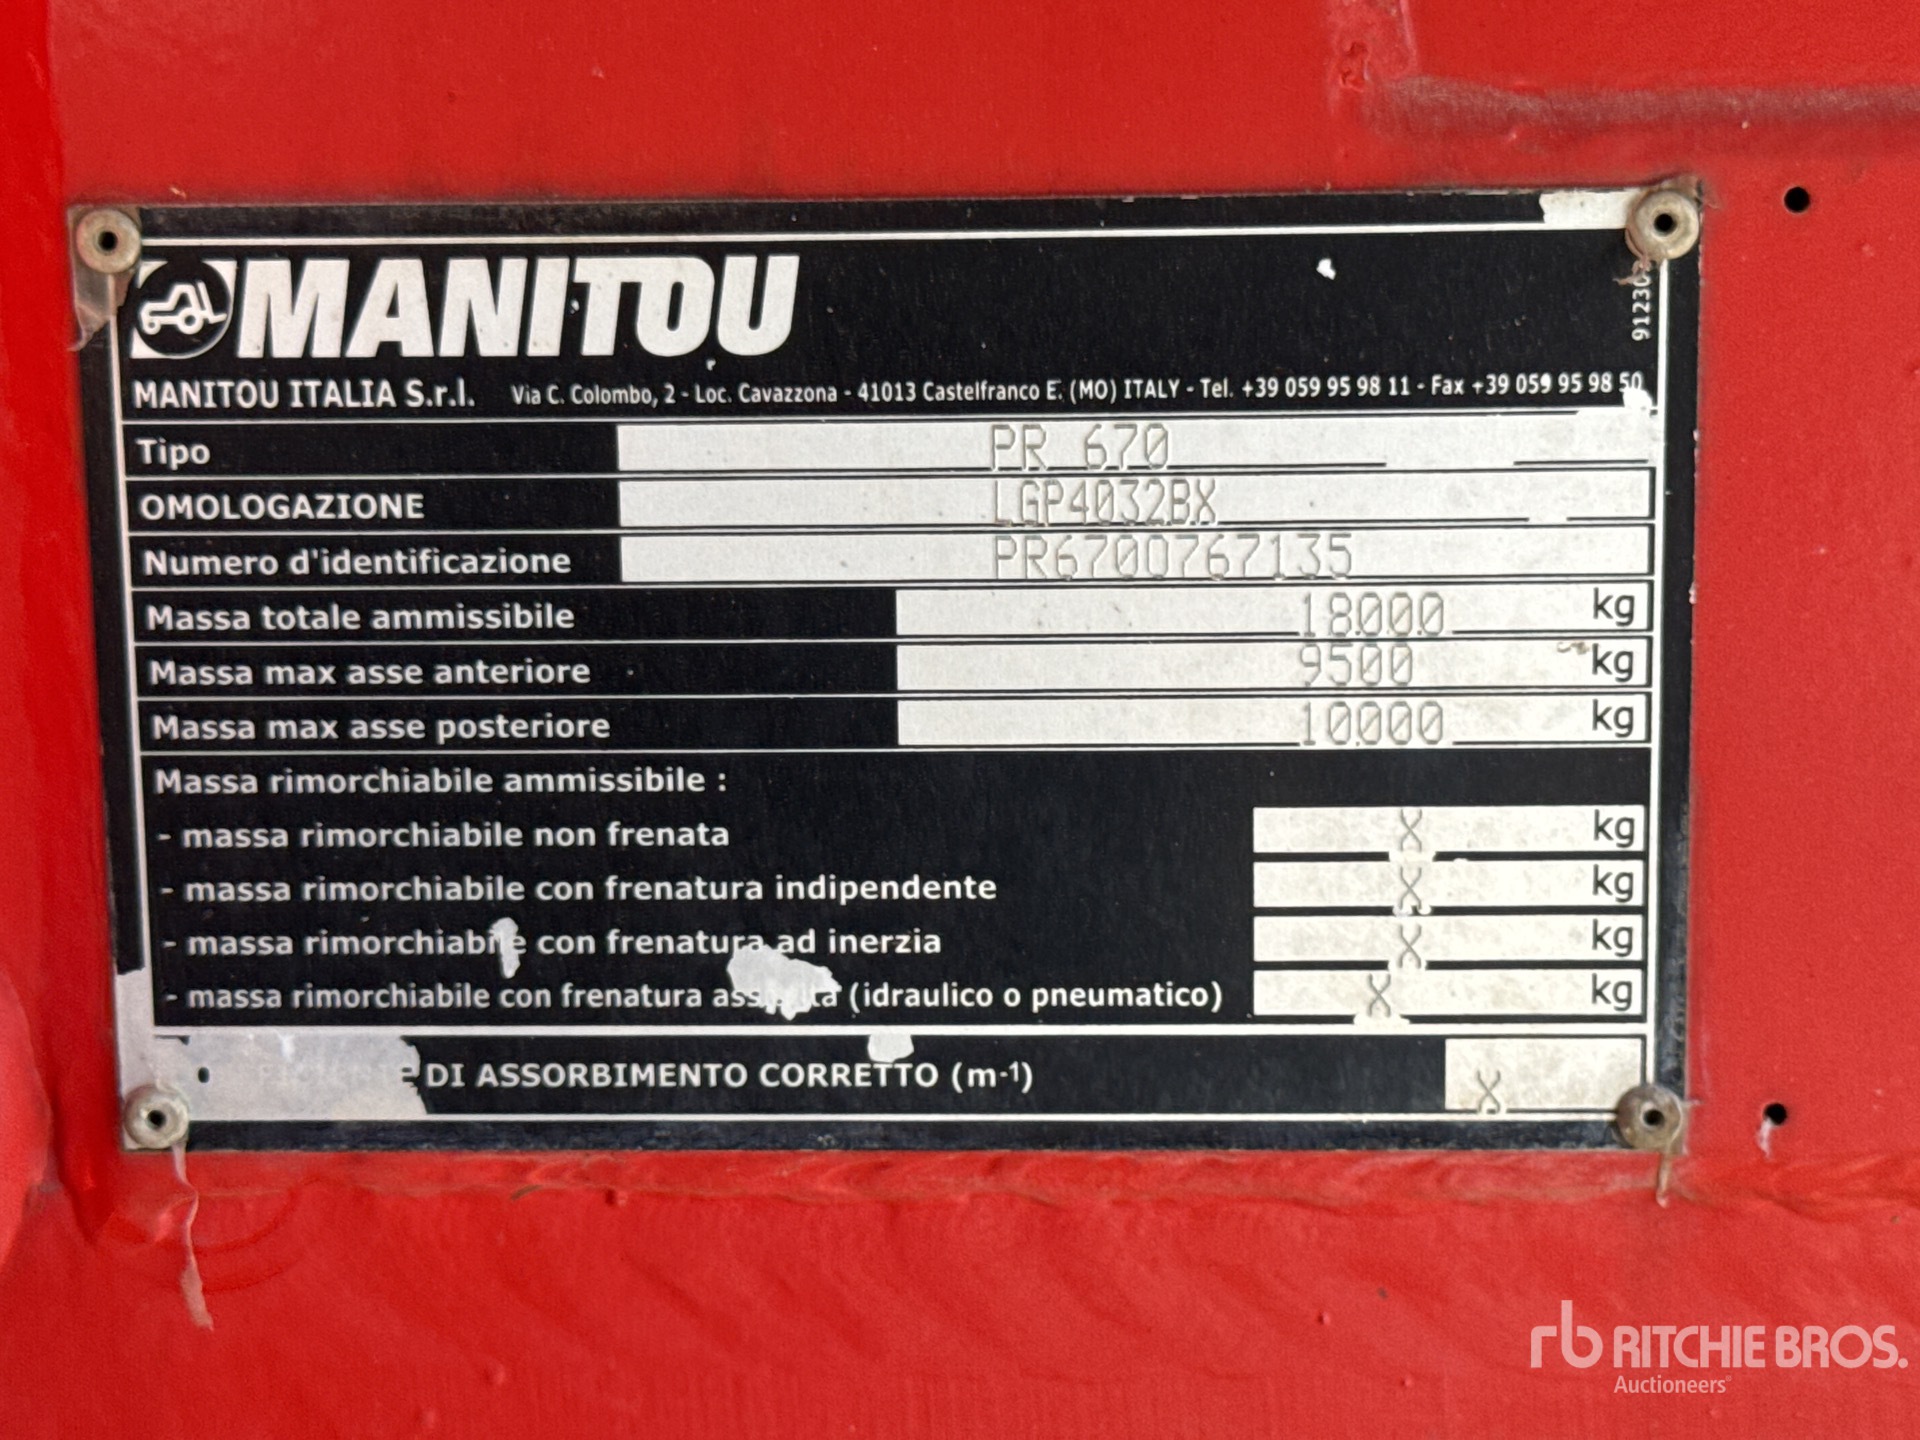 MANITOU
MANITOU ITALIA S.r.l. Via C. Colombo, 2 - Loc. Cavazzona - 41013 Castelfranco E. (MO) ITALY - Tel. +39 059 95 98 11 - Fax +39 059 95 98 50
Tipo PR 670
OMOLOGAZIONE LGP4032BX
Numero d'identificazione PR6700767135
Massa totale ammissibile 18000 kg
Massa max asse anteriore 9500 kg
Massa max asse posteriore 10000 kg
Massa rimorchiabile ammissibile :
- massa rimorchiabile non frenata X kg
- massa rimorchiabile con frenatura indipendente X kg
- massa rimorchiabile con frenatura ad inerzia X kg
- massa rimorchiabile con frenatura (idraulico o pneumatico) X kg
DI ASSORBIMENTO CORRETTO (m-1) X
rb RITCHIE BROS.
Auctioneers